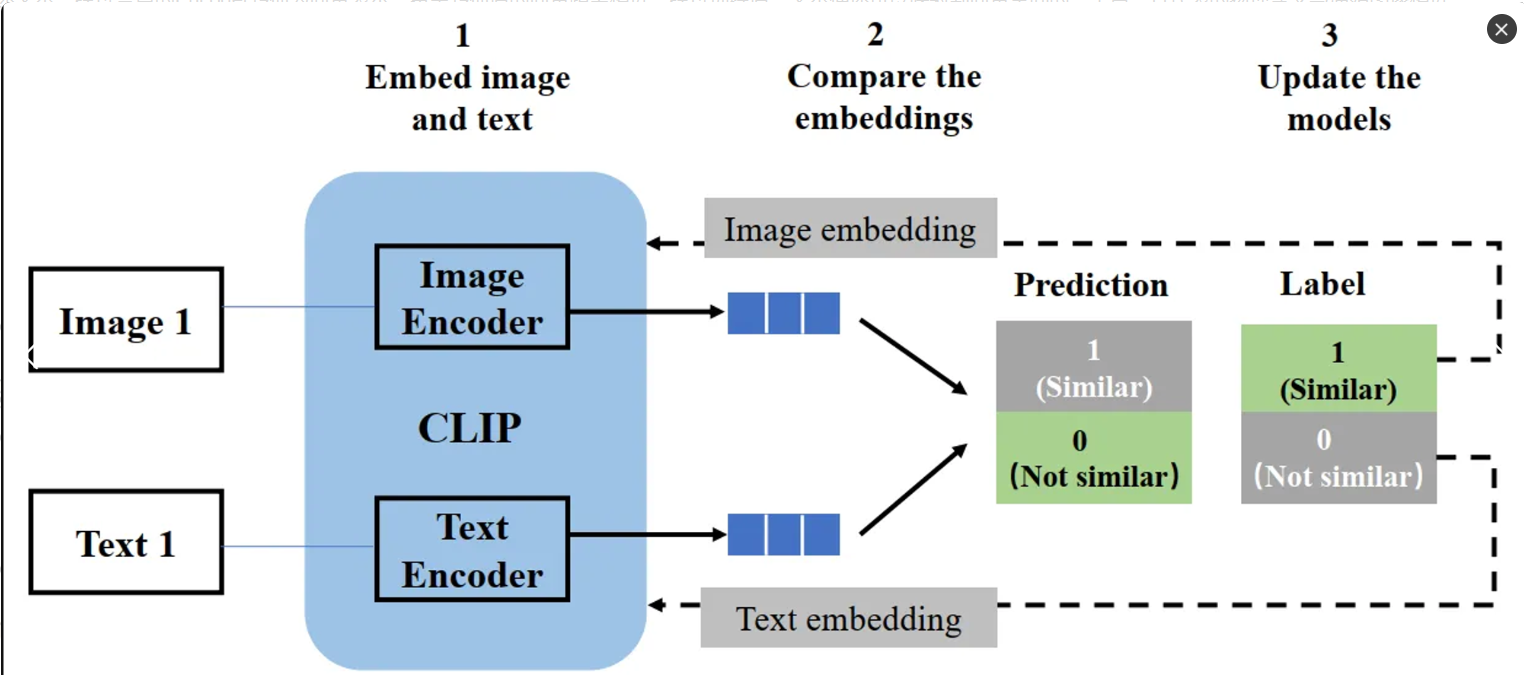 1
Embed image
and text
2
Compare the
embeddings
3
Update the
models
Image embedding
Image
Encoder
Image 1
CLIP
Text 1
Text
Encoder
Text embedding
Prediction
1
(Similar)
0
(Not similar)
Label
1
(Similar)
0
(Not similar)